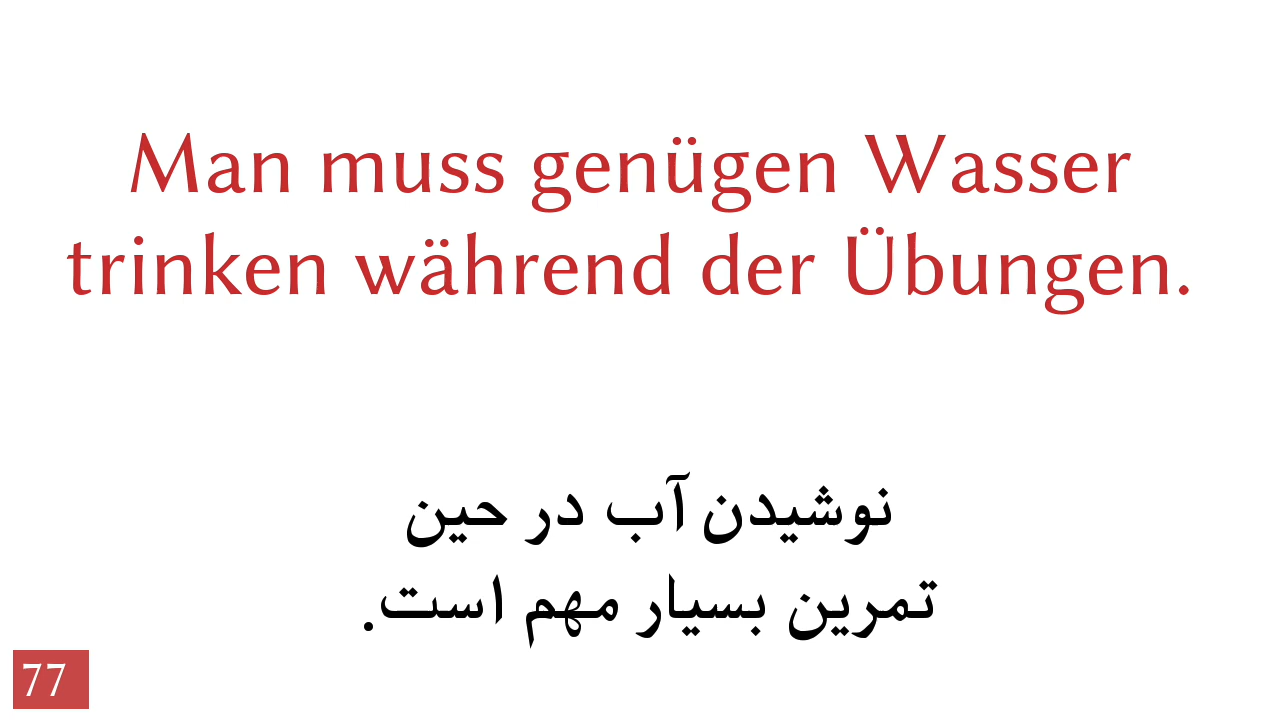 Man muss genügen Wasser
trinken während der Übungen.
نوشیدن آب در حین
تمرین بسیار مهم است.
77